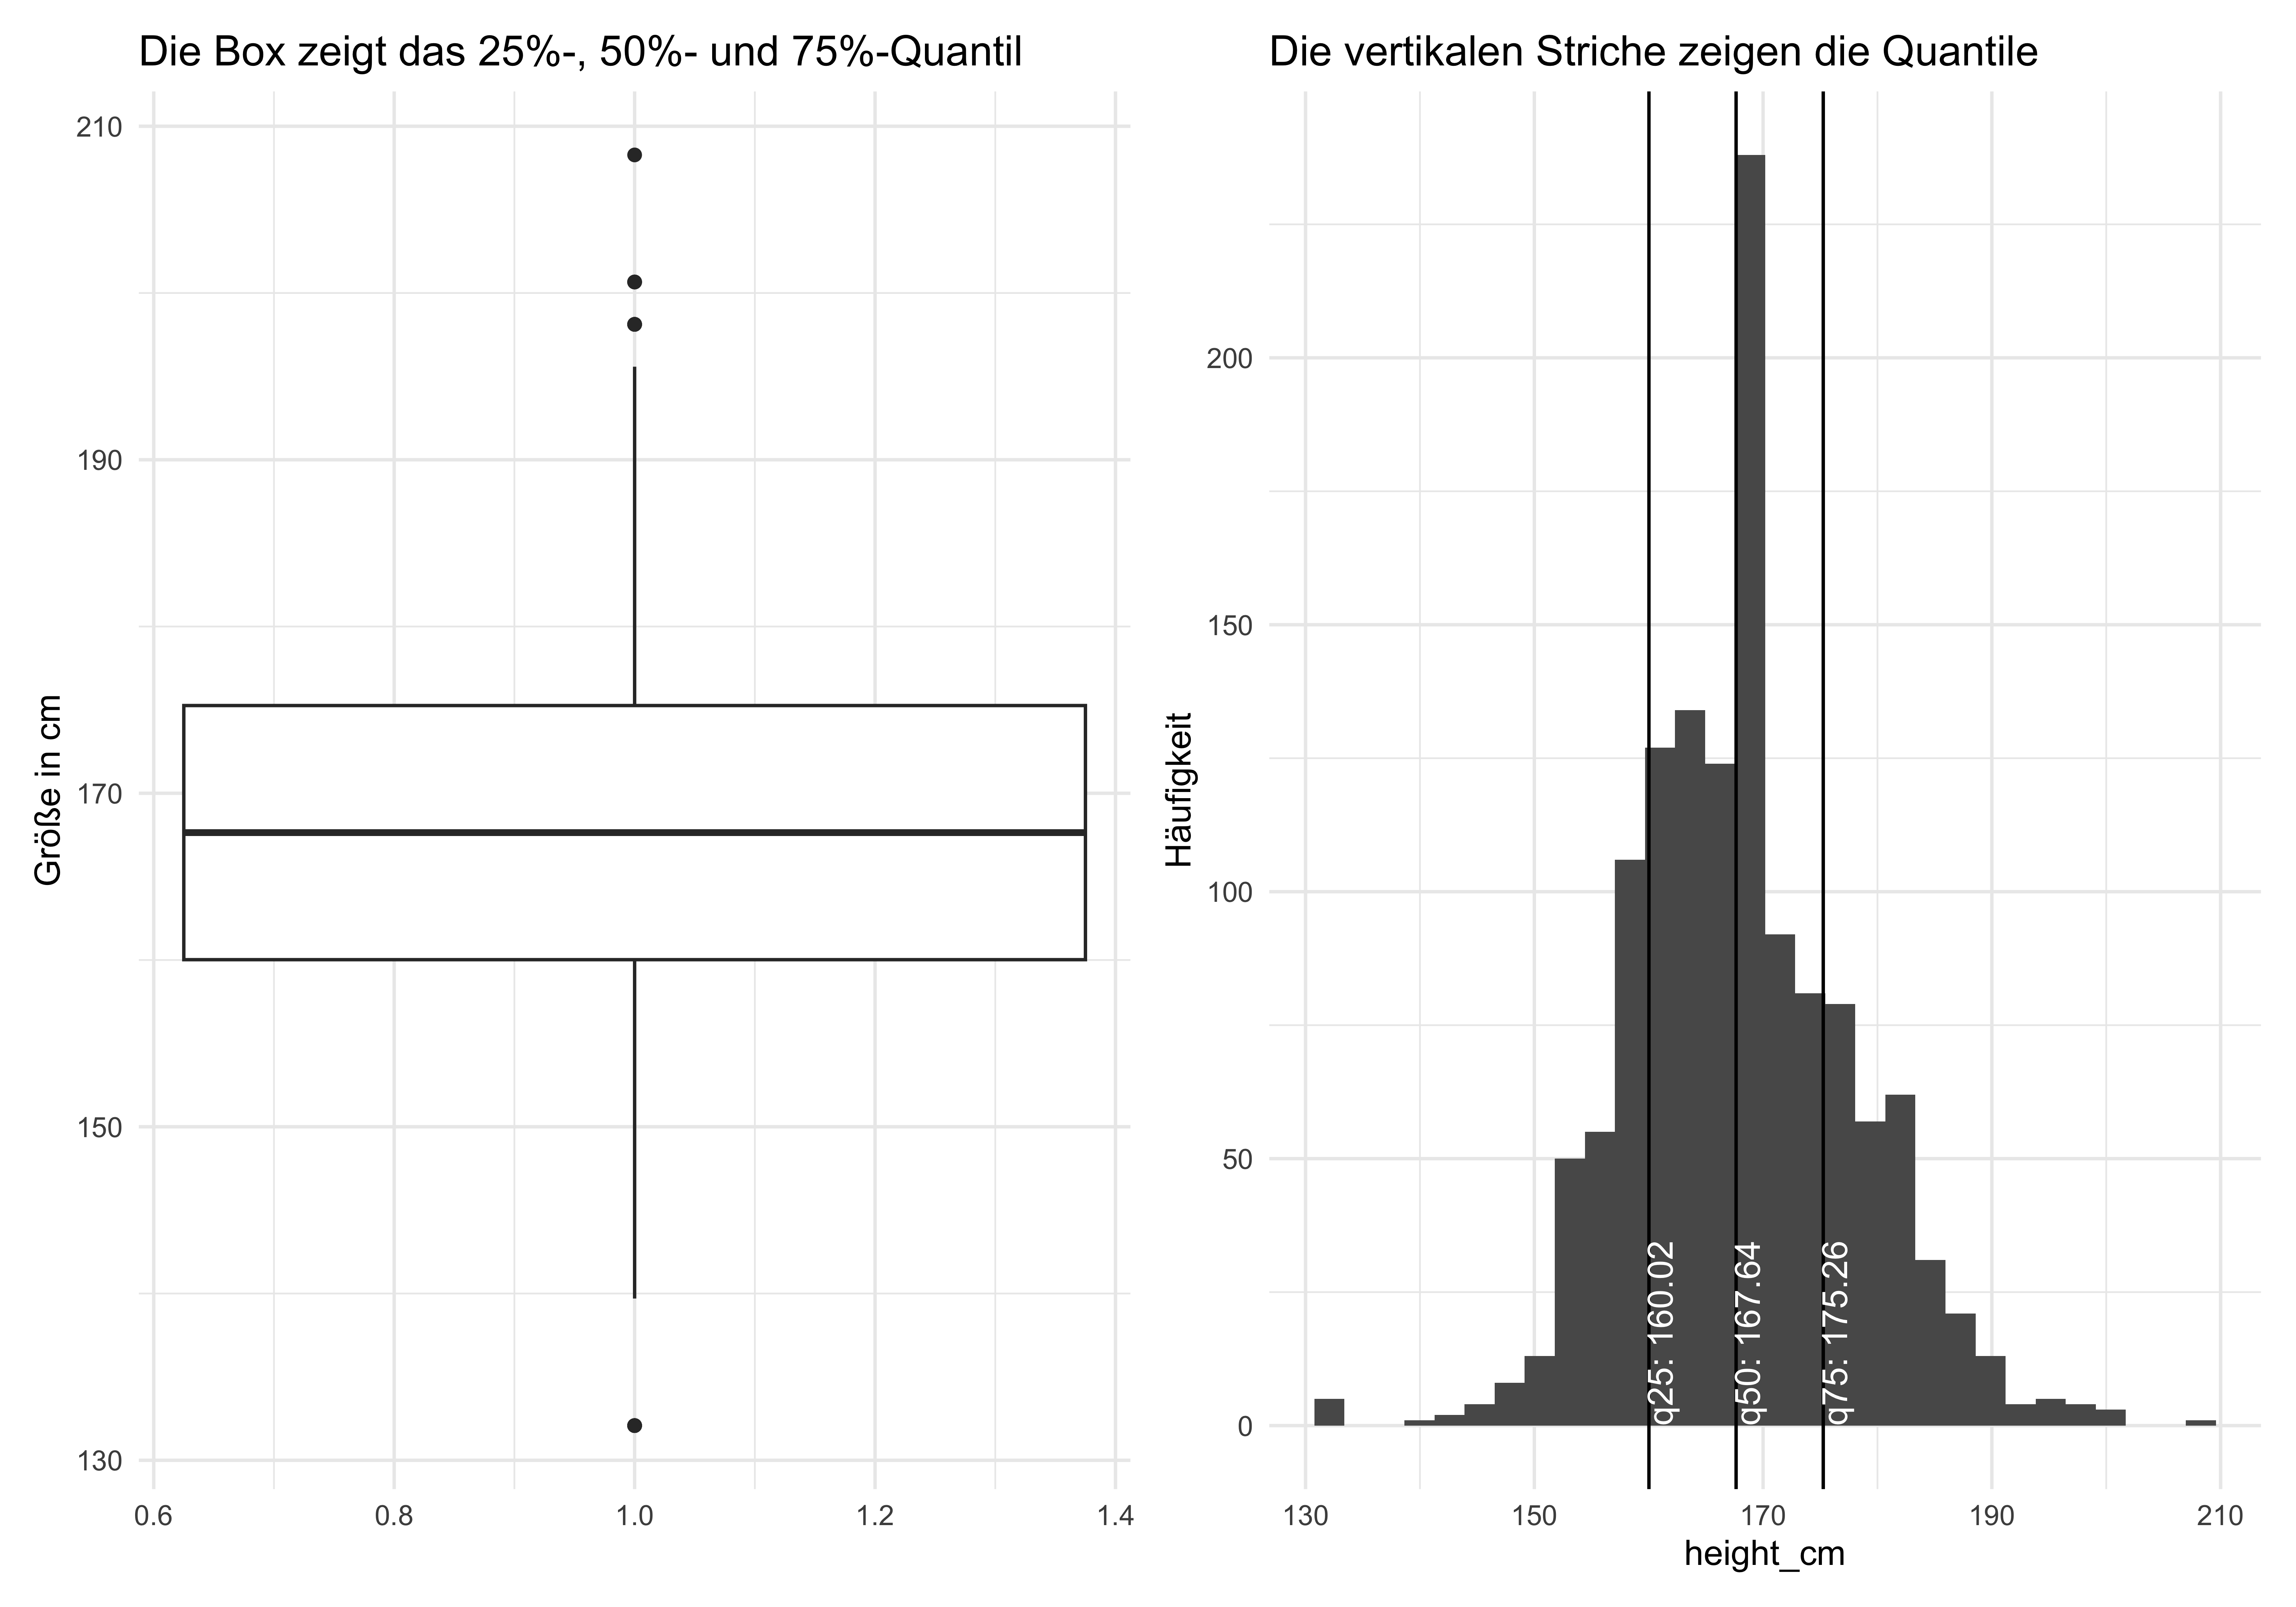 Die Box zeigt das 25%-, 50%- und 75%-Quantil
Größe in cm
210
190
170
150
130
0.6
0.8
1.0
1.2
1.4
Die vertikalen Striche zeigen die Quantile
Häufigkeit
200
150
100
50
0
q25: 160.02
q50: 167.64
q75: 175.26
130
150
170
190
210
height_cm